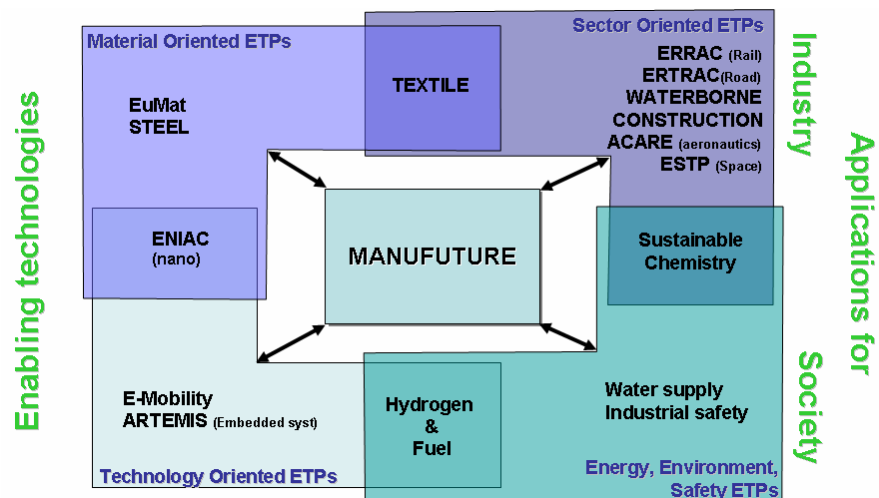 Material Oriented ETPs
Sector Oriented ETPs
EuMat
STEEL
TEXTILE
ERRAC (Rail)
ERTRAC(Road)
WATERBORNE
CONSTRUCTION
ACARE (aeronautics)
ESTP (Space)
Industry
Enabling technologies
Applications for
ENIAC
(nano)
MANUFUTURE
Sustainable
Chemistry
E-Mobility
ARTEMIS (Embedded syst)
Hydrogen
&
Fuel
Water supply
Industrial safety
Society
Technology Oriented ETPs
Energy, Environment,
Safety ETPs